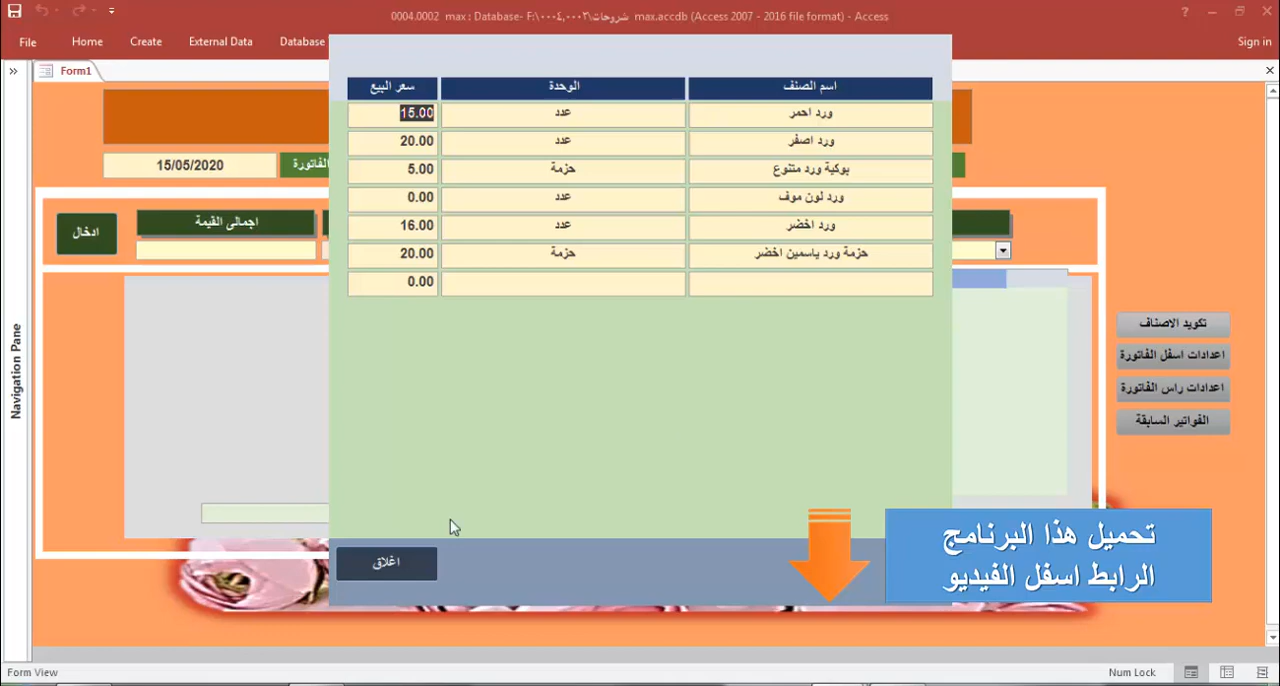 0004.0002 max : Database- F:\شروحات\٠٠٠٤,٠٠٠٢ max.accdb (Access 2007 - 2016 file format) - Access
File Home Create External Data Database Sign in
Form1
سعر البيع الوحدة اسم الصنف
15.00 عدد ورد احمر
20.00 عدد ورد اصفر
5.00 حزمة بوكية ورد متنوع
0.00 عدد ورد لون موف
16.00 عدد ورد اخضر
20.00 حزمة حزمة ورد ياسمين اخضر
0.00
15/05/2020 الفاتورة
ادخال اجمالى القيمة
تكويد الاصناف
اعدادات اسفل الفاتورة
اعدادات راس الفاتورة
الفواتير السابقة
Navigation Pane
اغلاق
تحميل هذا البرنامج
الرابط اسفل الفيديو
Form View Num Lock